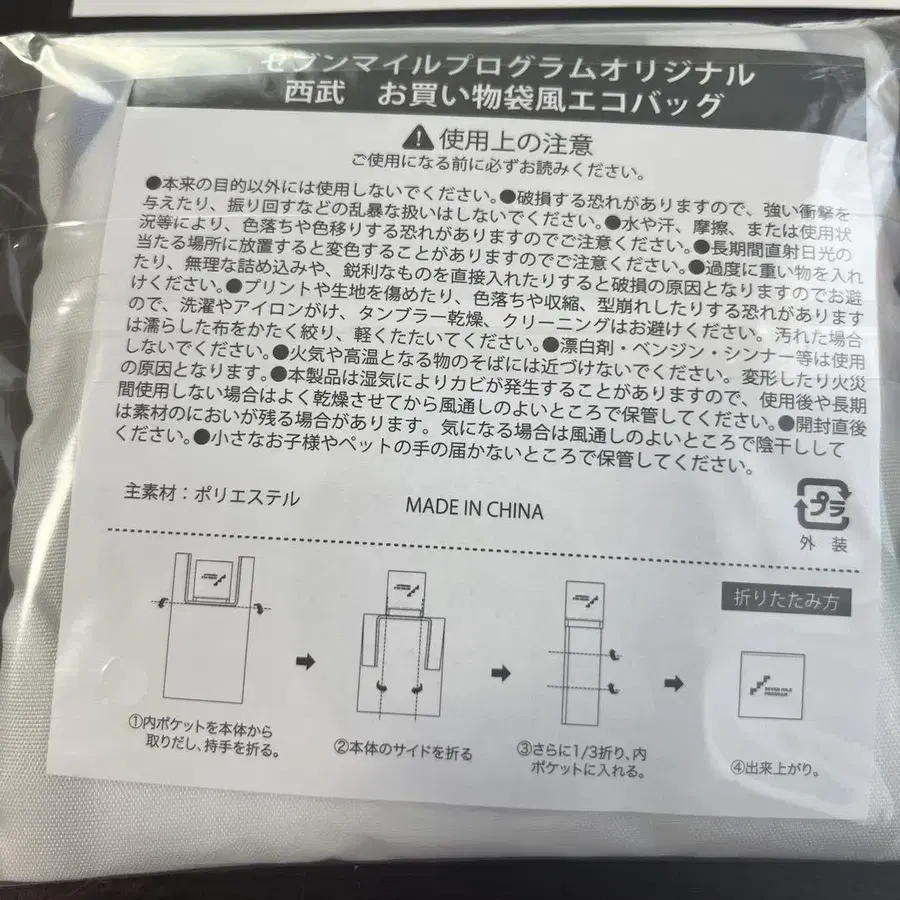 セブンマイルプログラムオリジナル
西武 お買い物袋風エコバッグ
使用上の注意
ご使用になる前に必ずお読みください。
●本来の目的以外には使用しないでください。●破損する恐れがありますので、強い衝撃を
与えたり、振り回すなどの乱暴な扱いはしないでください。●水や汗、摩擦、または使用状
況等により、色落ちや色移りする恐れがありますのでご注意ください。●長期間直射日光の
当たる場所に放置すると変色することがありますのでご注意ください。●過度に重い物を入れ
たり、無理な詰め込みや、鋭利なものを直接入れたりすると破損の原因となりますのでお避
けください。●プリントや生地を傷めたり、色落ちや収縮、型崩れしたりする恐れがあります
ので、洗濯やアイロンがけ、タンブラー乾燥、クリーニングはお避けください。汚れた場合
は濡らした布をかたく絞り、軽くたたいてください。●漂白剤・ベンジン・シンナー等は使用
しないでください。●火気や高温となる物のそばには近づけないでください。変形したり火災
の原因となります。●本製品は湿気によりカビが発生することがありますので、使用後や長期
間使用しない場合はよく乾燥させてから風通しのよいところで保管してください。●開封直後
は素材のにおいが残る場合があります。気になる場合は風通しのよいところで陰干しして
ください。●小さなお子様やペットの手の届かないところで保管してください。
主素材：ポリエステル
MADE IN CHINA
プラ
外装
折りたたみ方
SEVEN MILE
PROGRAM
①内ポケットを本体から
取りだし、持手を折る。
②本体のサイドを折る
③さらに1/3折り、内
ポケットに入れる。
④出来上がり。